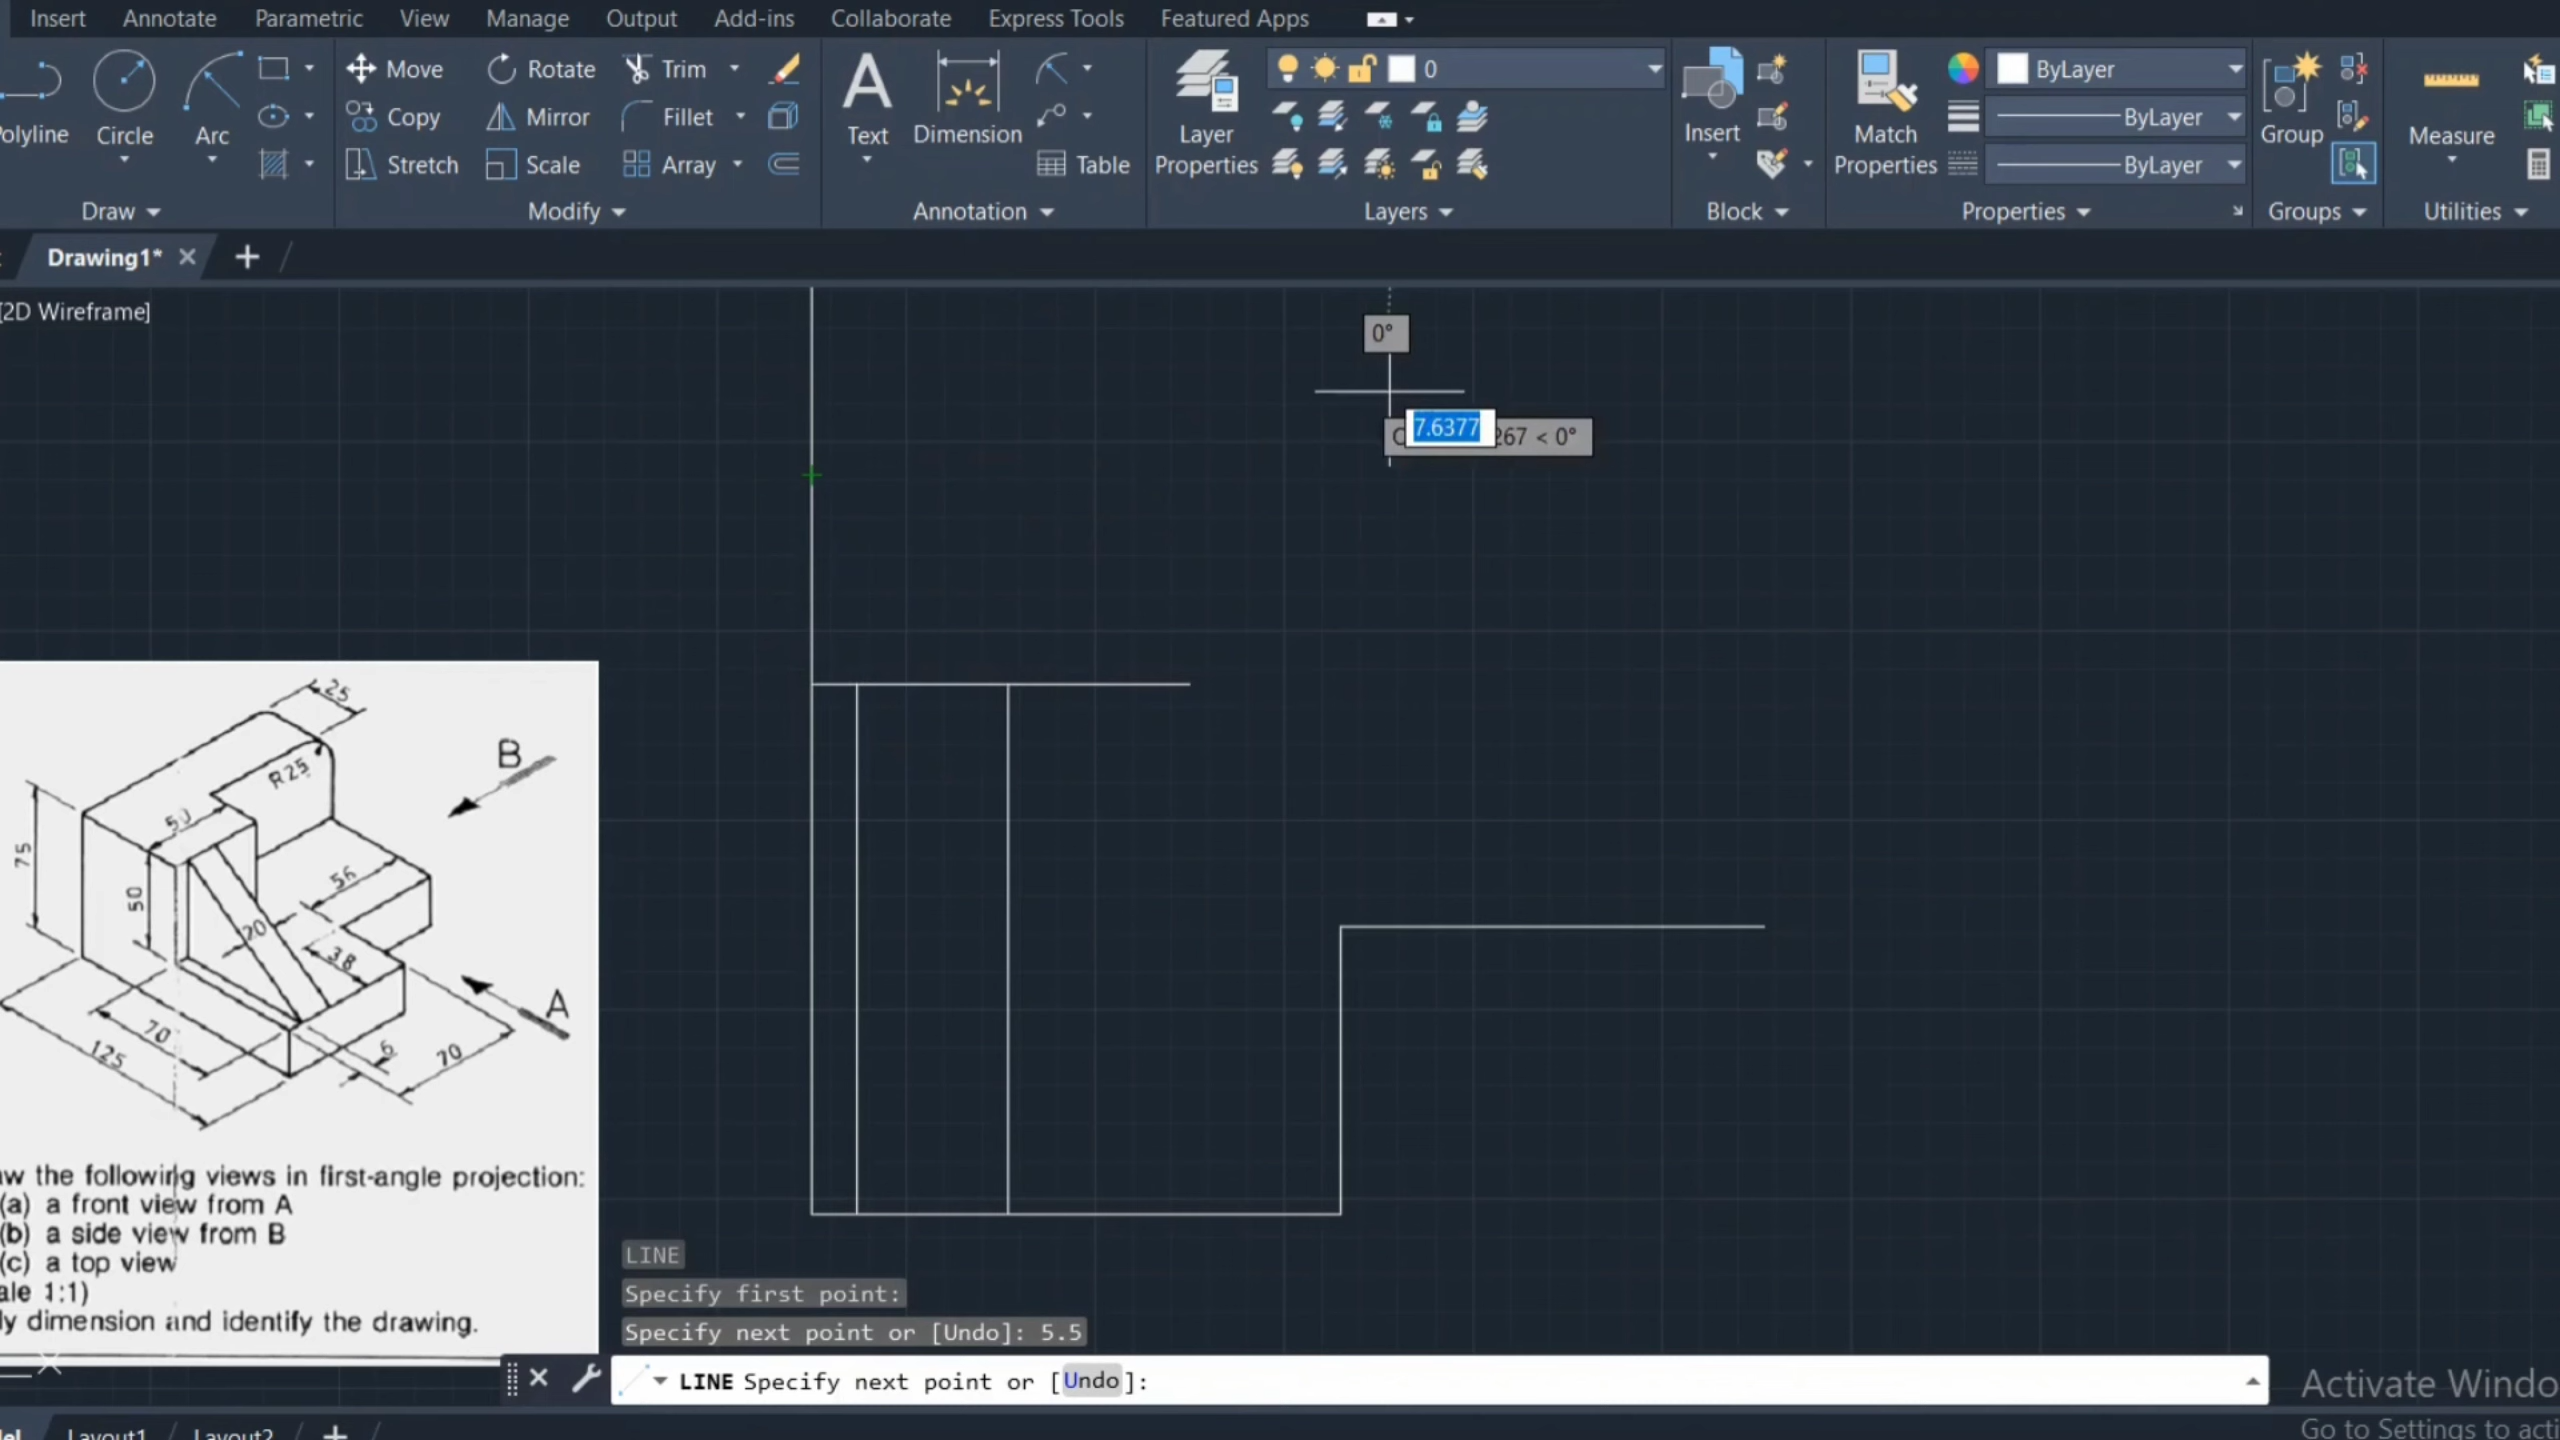 Insert Annotate Parametric View Manage Output Add-ins Collaborate Express Tools Featured Apps
Move Rotate Trim 0 ByLayer
Copy Mirror Fillet ByLayer
Polyline Circle Arc Text Dimension Layer Insert Match Group Measure
Stretch Scale Array Table Properties Properties ByLayer
Draw Modify Annotation Layers Block Properties Groups Utilities
Drawing1*
[2D Wireframe]
0°
7.6377 267 < 0°
25
B
R25
50
75
50
56
20
38
A
70
6
70
125
aw the following views in first-angle projection:
(a) a front view from A
(b) a side view from B
(c) a top view
ale 1:1)
ly dimension and identify the drawing.
LINE
Specify first point:
Specify next point or [Undo]: 5.5
LINE Specify next point or [Undo]:
Activate Windo
Go to Settings to acti
Layout1 Layout2